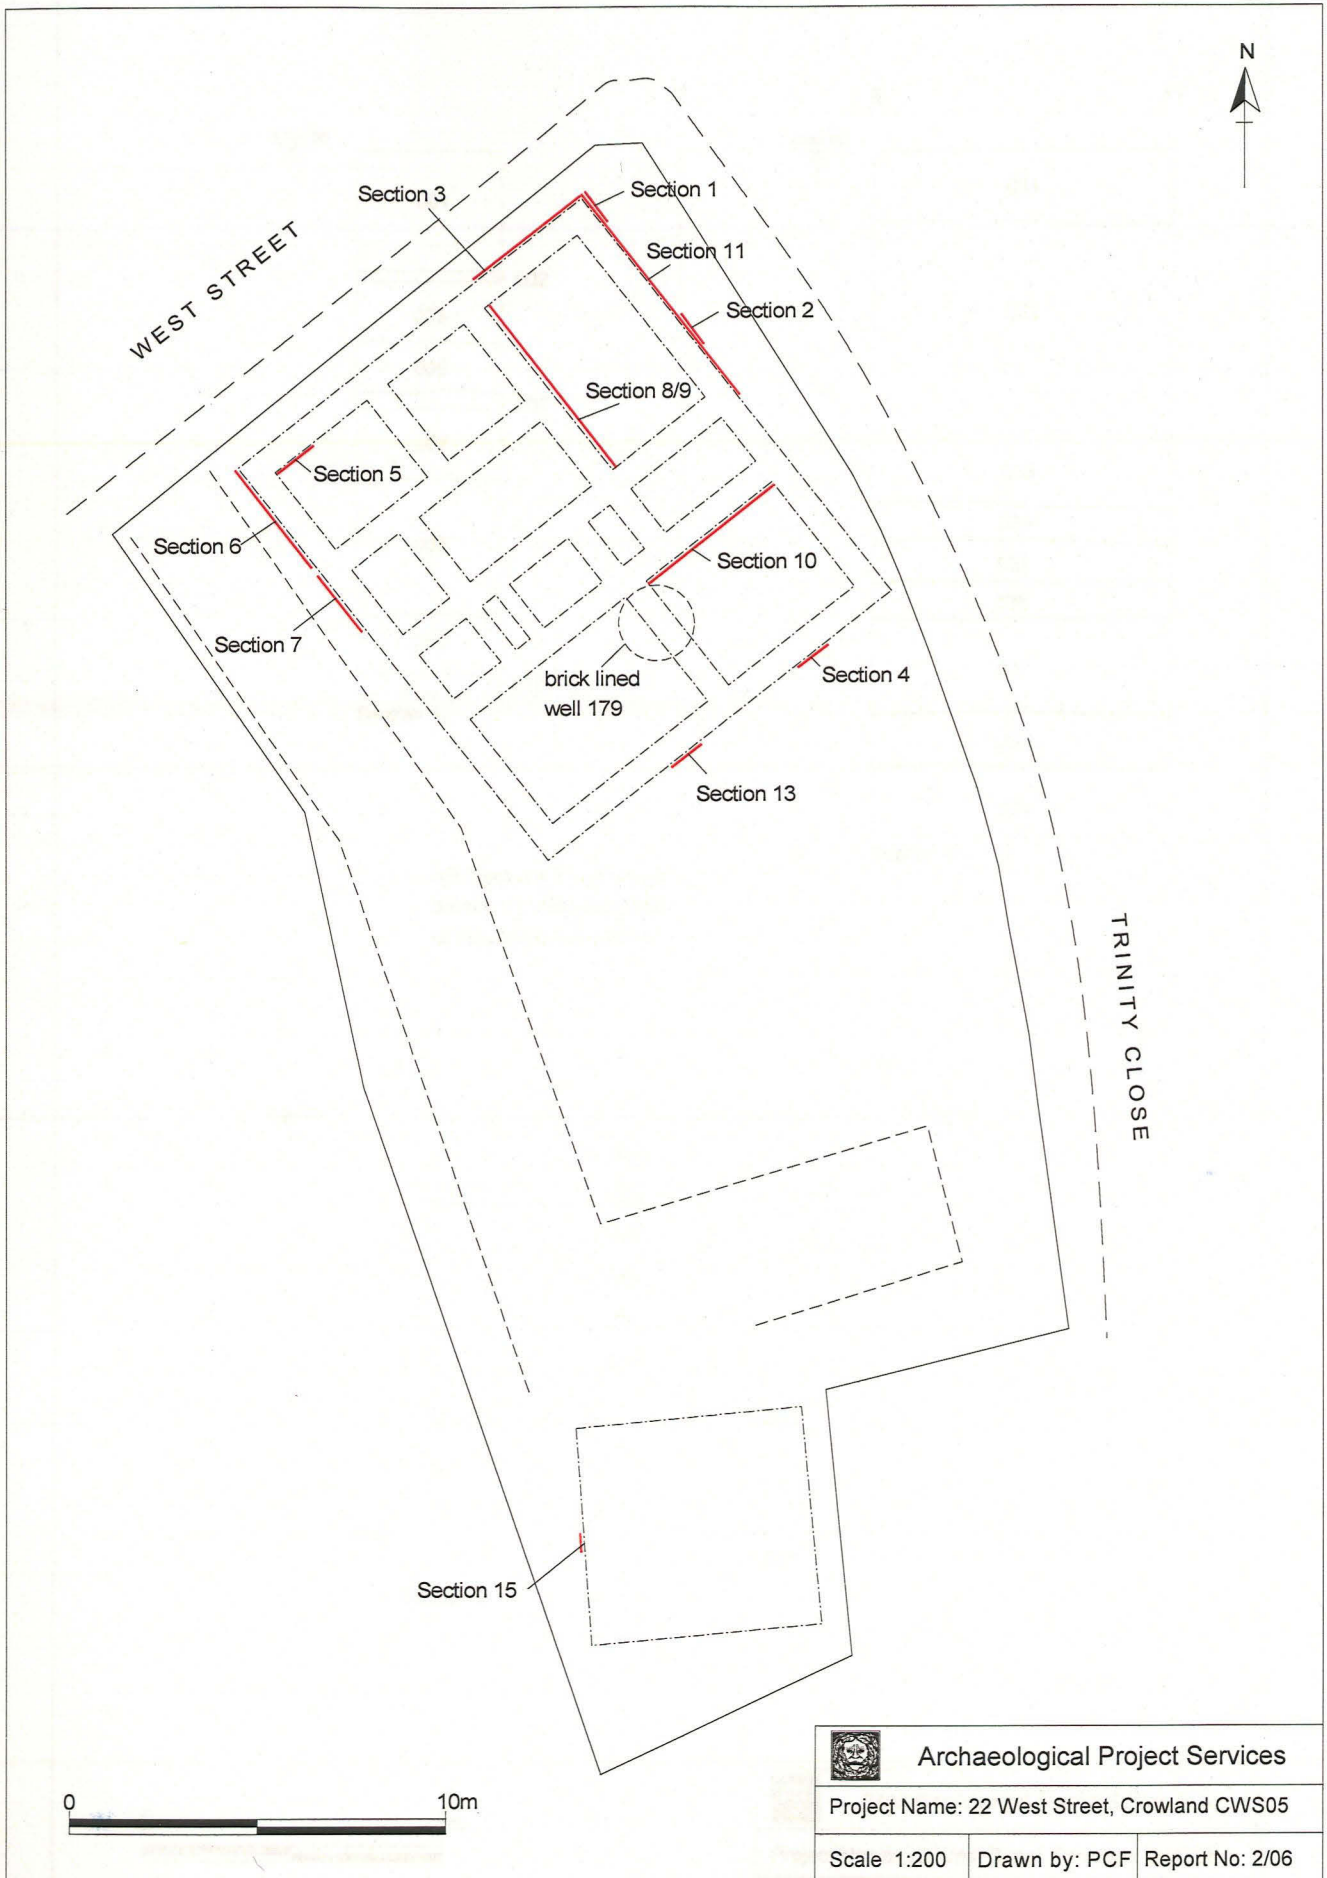 N
Section 3
Section 1
WEST STREET
Section 11
Section 2
Section 8/9
Section 5
Section 6
Section 10
Section 7
brick lined
well 179
Section 4
Section 13
TRINITY CLOSE
Section 15
0 10m
Archaeological Project Services
Project Name: 22 West Street, Crowland CWS05
Scale 1:200 Drawn by: PCF Report No: 2/06